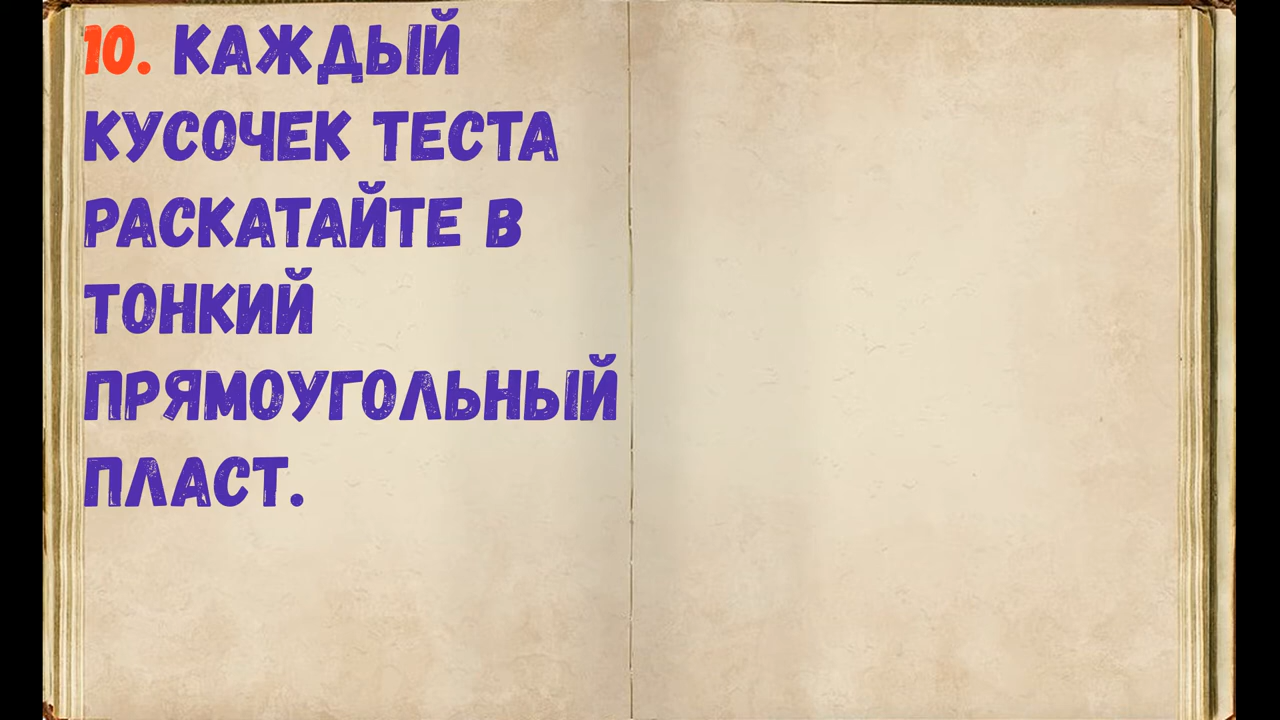 10. КАЖДЫЙ
КУСОЧЕК ТЕСТА
РАСКАТАЙТЕ В
ТОНКИЙ
ПРЯМОУГОЛЬНЫЙ
ПЛАСТ.